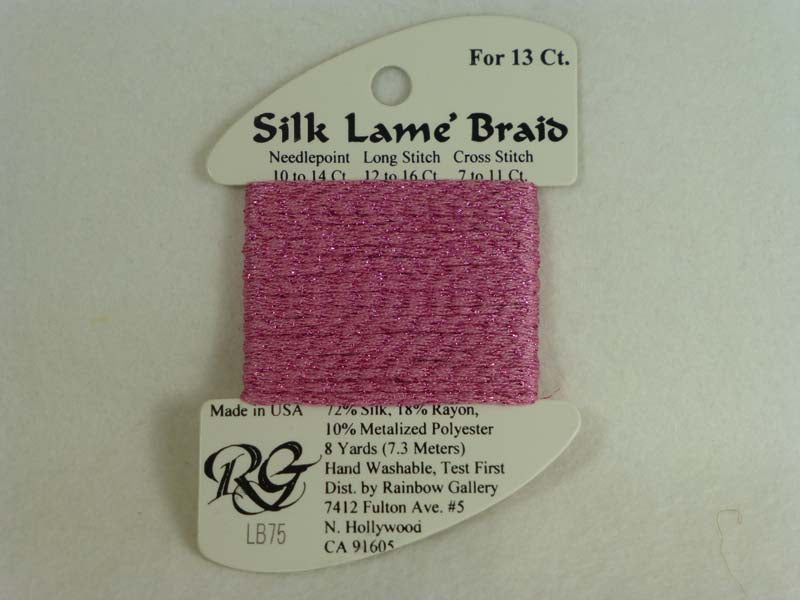 For 13 Ct.
Silk Lamé Braid
Needlepoint Long Stitch Cross Stitch
10 to 14 Ct. 12 to 16 Ct. 7 to 11 Ct.
Made in USA
72% Silk, 18% Rayon,
10% Metalized Polyester
8 Yards (7.3 Meters)
Hand Washable, Test First
Dist. by Rainbow Gallery
7412 Fulton Ave. #5
N. Hollywood
CA 91605
RG
LB75